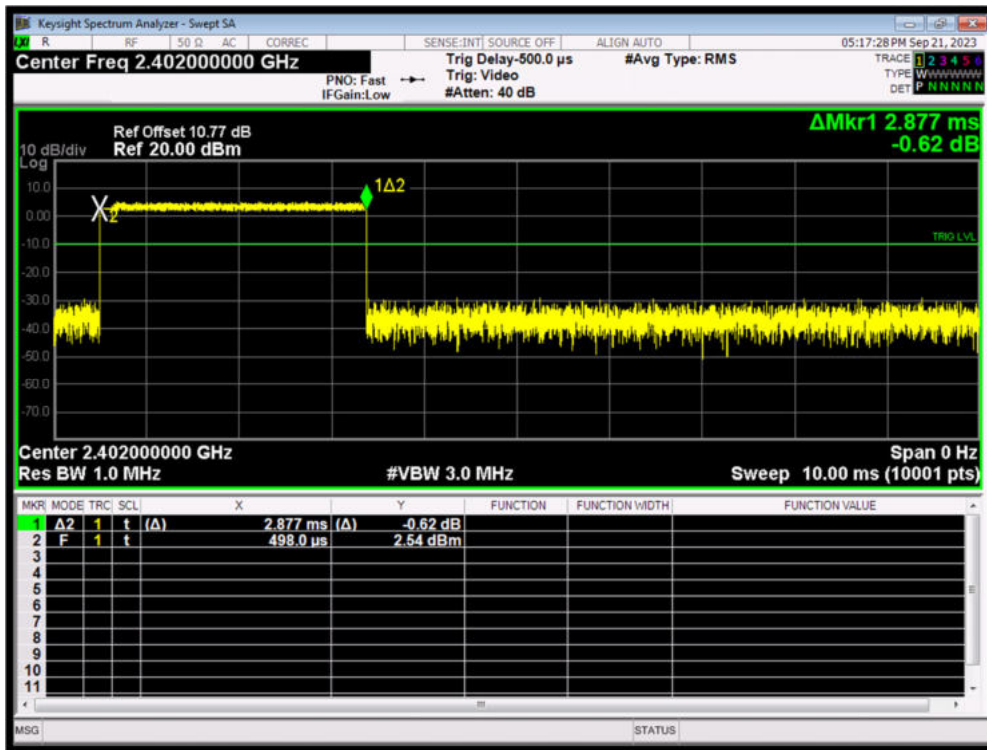 Keysight Spectrum Analyzer - Swept SA
LXI R RF 50 Ω AC CORREC SENSE:INT SOURCE OFF ALIGN AUTO 05:17:28 PM Sep 21, 2023
Center Freq 2.402000000 GHz Trig Delay-500.0 µs #Avg Type: RMS TRACE 1 2 3 4 5 6
PNO: Fast Trig: Video TYPE WWWWWW
IFGain:Low #Atten: 40 dB DET P N N N N N
ΔMkr1 2.877 ms
-0.62 dB
Ref Offset 10.77 dB
10 dB/div Ref 20.00 dBm
Log
1Δ2
10.0
2
0.00
TRIG LVL
-10.0
-20.0
-30.0
-40.0
-50.0
-60.0
-70.0
Center 2.402000000 GHz Span 0 Hz
Res BW 1.0 MHz #VBW 3.0 MHz Sweep 10.00 ms (10001 pts)
MKR MODE TRC SCL X Y FUNCTION FUNCTION WIDTH FUNCTION VALUE
1 Δ2 1 t (Δ) 2.877 ms (Δ) -0.62 dB
2 F 1 t 498.0 µs 2.54 dBm
3
4
5
6
7
8
9
10
11
MSG STATUS